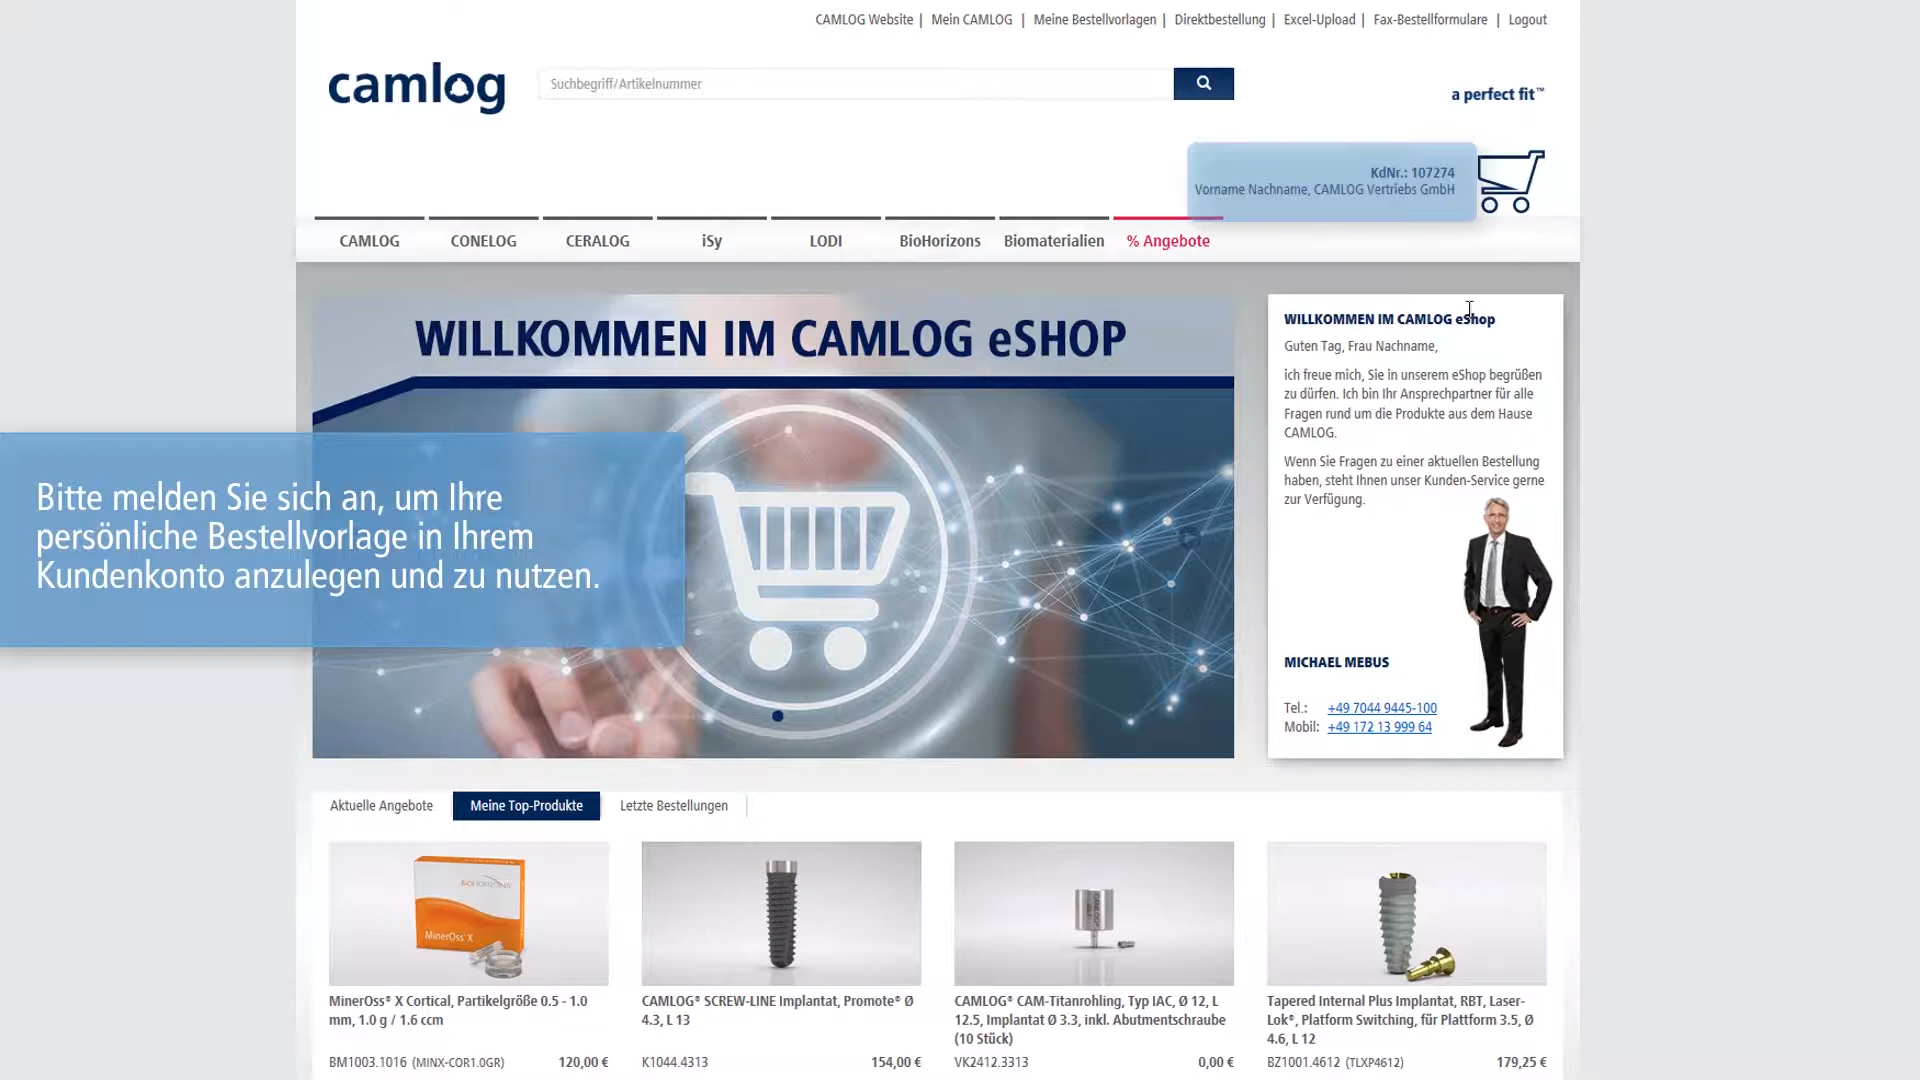 CAMLOG Website | Mein CAMLOG | Meine Bestellvorlagen | Direktbestellung | Excel-Upload | Fax-Bestellformulare | Logout
camlog
Suchbegriff/Artikelnummer
a perfect fit™
KdNr.: 107274
Vorname Nachname, CAMLOG Vertriebs GmbH
CAMLOG CONELOG CERALOG iSy LODI BioHorizons Biomaterialien % Angebote
WILLKOMMEN IM CAMLOG eSHOP
Bitte melden Sie sich an, um Ihre
persönliche Bestellvorlage in Ihrem
Kundenkonto anzulegen und zu nutzen.
WILLKOMMEN IM CAMLOG eShop
Guten Tag, Frau Nachname,
ich freue mich, Sie in unserem eShop begrüßen
zu dürfen. Ich bin Ihr Ansprechpartner für alle
Fragen rund um die Produkte aus dem Hause
CAMLOG.
Wenn Sie Fragen zu einer aktuellen Bestellung
haben, steht Ihnen unser Kunden-Service gerne
zur Verfügung.
MICHAEL MEBUS
Tel.: +49 7044 9445-100
Mobil: +49 172 13 999 64
Aktuelle Angebote Meine Top-Produkte Letzte Bestellungen
BIOHORIZONS
MinerOss® X
MinerOss® X Cortical, Partikelgröße 0.5 - 1.0
mm, 1.0 g / 1.6 ccm
BM1003.1016 (MINX-COR1.0GR) 120,00 €
CAMLOG® SCREW-LINE Implantat, Promote® Ø
4.3, L 13
K1044.4313 154,00 €
CAMLOG
CAMLOG® CAM-Titanrohling, Typ IAC, Ø 12, L
12.5, Implantat Ø 3.3, inkl. Abutmentschraube
(10 Stück)
VK2412.3313 0,00 €
Tapered Internal Plus Implantat, RBT, Laser-
Lok®, Platform Switching, für Plattform 3.5, Ø
4.6, L 12
BZ1001.4612 (TLXP4612) 179,25 €